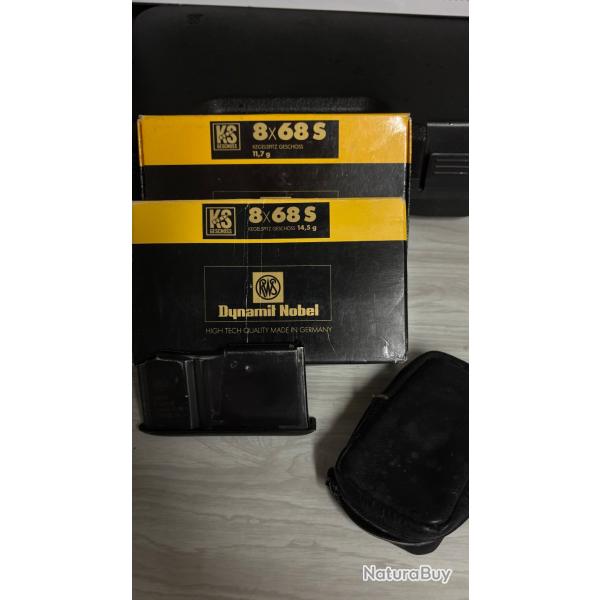 KS
GESCHOSS
8x68 S
KEGELSPITZ GESCHOSS
11,7 g
KS
GESCHOSS
8x68 S
KEGELSPITZ GESCHOSS 14,5 g
RWS
Dynamit Nobel
HIGH TECH QUALITY MADE IN GERMANY
NaturaBuy